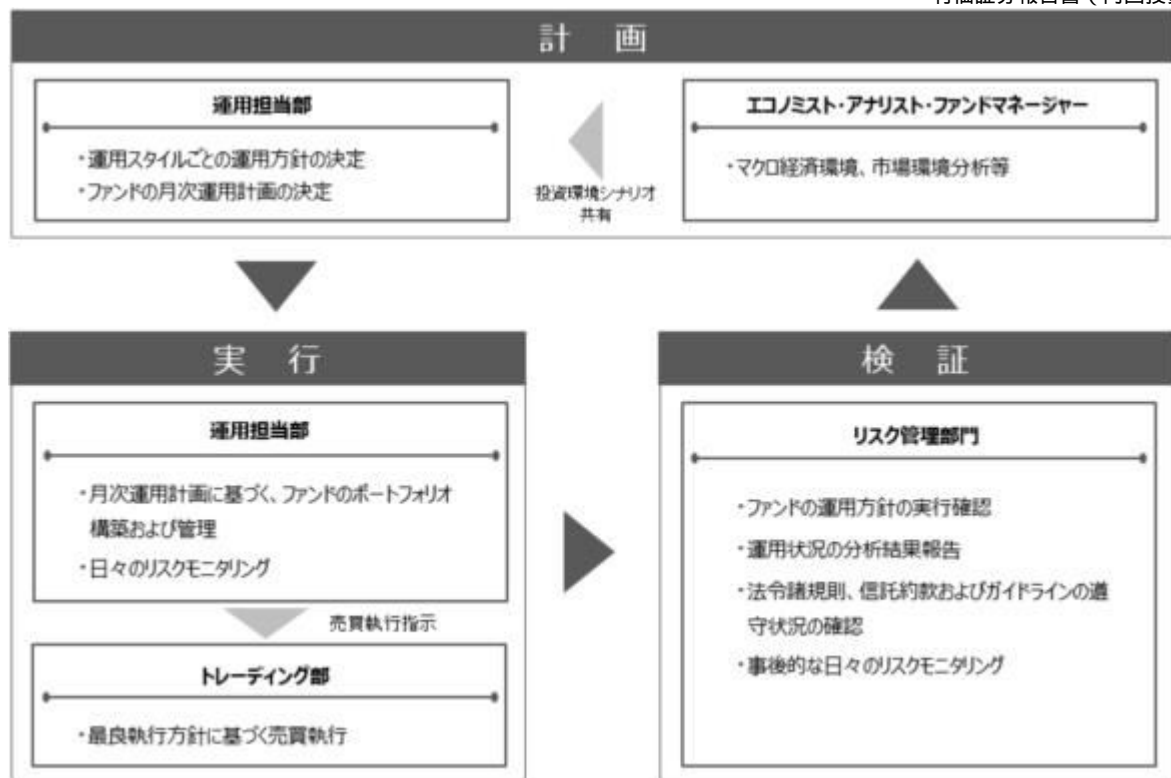 計 画
運用担当部
・運用スタイルごとの運用方針の決定
・ファンドの月次運用計画の決定
投資環境シナリオ
共有
エコノミスト・アナリスト・ファンドマネージャー
・マクロ経済環境、市場環境分析等
実 行
運用担当部
・月次運用計画に基づく、ファンドのポートフォリオ
構築および管理
・日々のリスクモニタリング
売買執行指示
トレーディング部
・最良執行方針に基づく売買執行
検 証
リスク管理部門
・ファンドの運用方針の実行確認
・運用状況の分析結果報告
・法令諸規則、信託約款およびガイドラインの遵
守状況の確認
・事後的な日々のリスクモニタリング